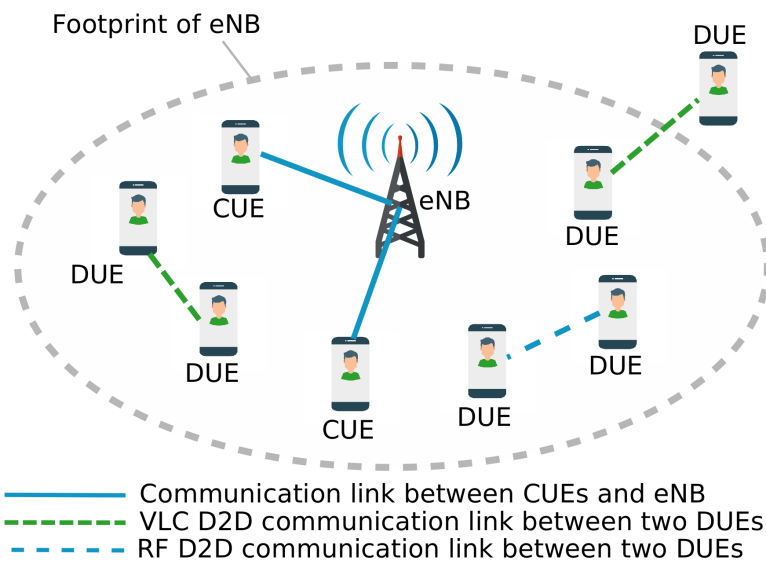 Footprint of eNB
DUE
CUE
eNB
DUE
DUE
DUE
DUE
DUE
CUE
Communication link between CUEs and eNB
VLC D2D communication link between two DUEs
RF D2D communication link between two DUEs